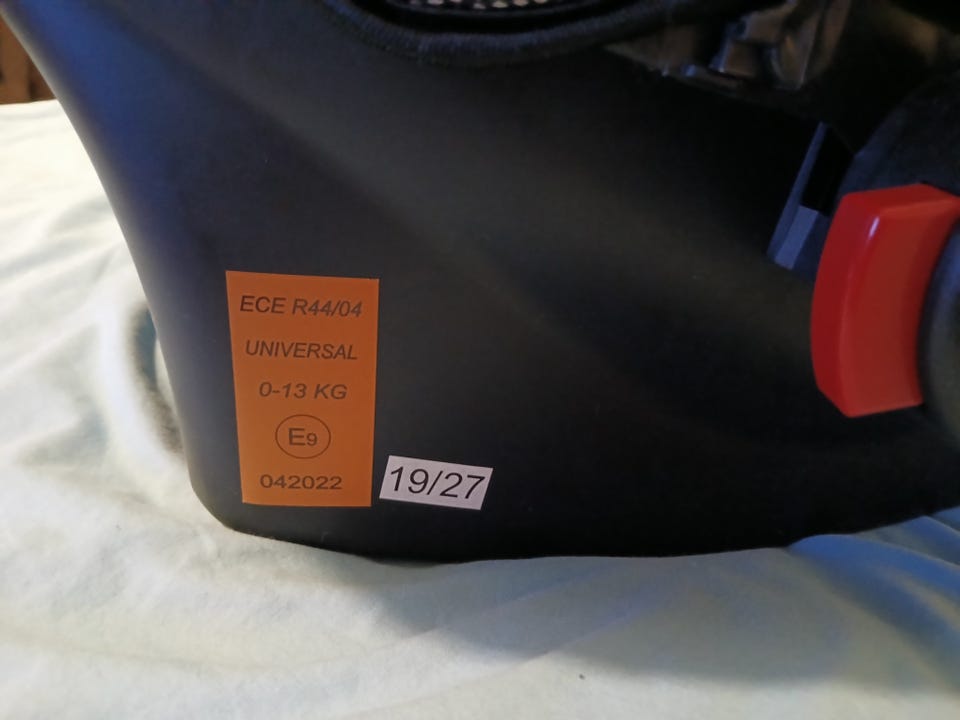 ECE R44/04
UNIVERSAL
0-13 KG
E9
042022
19/27